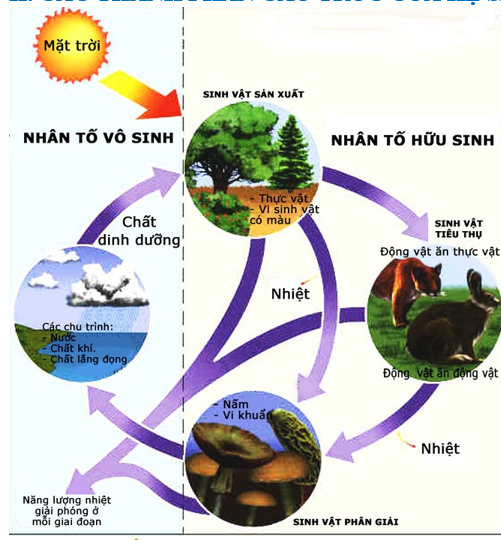 Mặt trời
SINH VẬT SẢN XUẤT
NHÂN TỐ VÔ SINH
NHÂN TỐ HỮU SINH
- Thực vật
- Vi sinh vật
có màu
Chất
dinh dưỡng
SINH VẬT
TIÊU THỤ
Động vật ăn thực vật
Nhiệt
Các chu trình:
- Nước
- Chất khí.
- Chất lắng đọng
Động vật ăn động vật
- Nấm
- Vi khuẩn
Nhiệt
Năng lượng nhiệt
giải phóng ở
mỗi giai đoạn
SINH VẬT PHÂN GIẢI